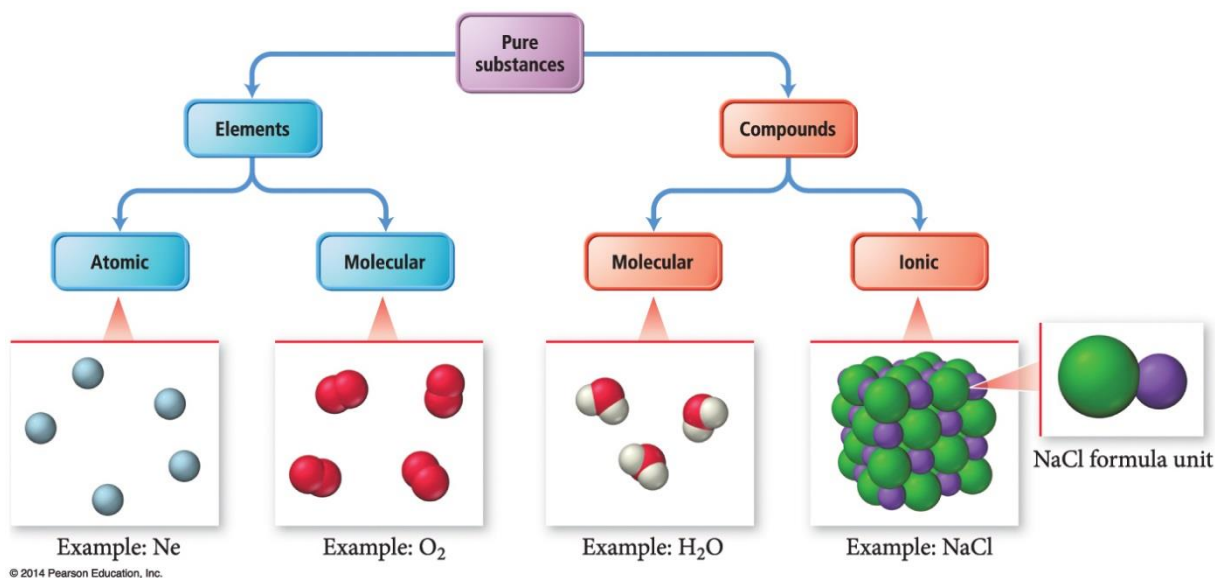 Pure
substances
Elements
Compounds
Atomic
Molecular
Molecular
Ionic
NaCl formula unit
Example: Ne
Example: O₂
Example: H₂O
Example: NaCl
© 2014 Pearson Education, Inc.